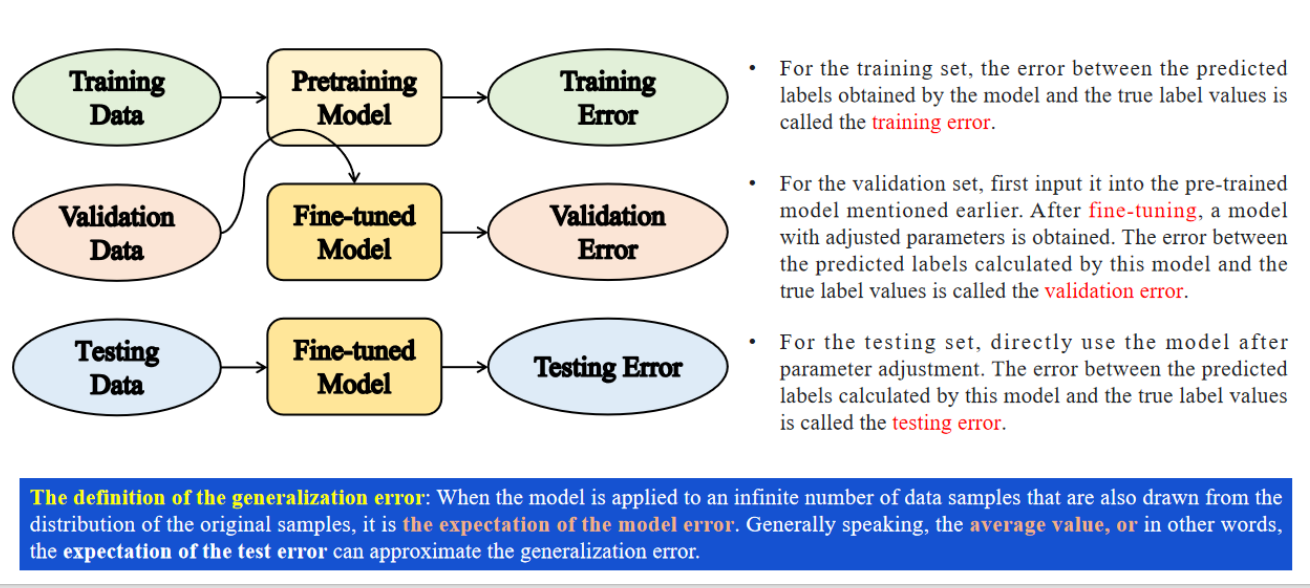 Training
Data
Pretraining
Model
Training
Error
Validation
Data
Fine-tuned
Model
Validation
Error
Testing
Data
Fine-tuned
Model
Testing Error
• For the training set, the error between the predicted
labels obtained by the model and the true label values is
called the training error.
• For the validation set, first input it into the pre-trained
model mentioned earlier. After fine-tuning, a model
with adjusted parameters is obtained. The error between
the predicted labels calculated by this model and the
true label values is called the validation error.
• For the testing set, directly use the model after
parameter adjustment. The error between the predicted
labels calculated by this model and the true label values
is called the testing error.
The definition of the generalization error: When the model is applied to an infinite number of data samples that are also drawn from the
distribution of the original samples, it is the expectation of the model error. Generally speaking, the average value, or in other words,
the expectation of the test error can approximate the generalization error.